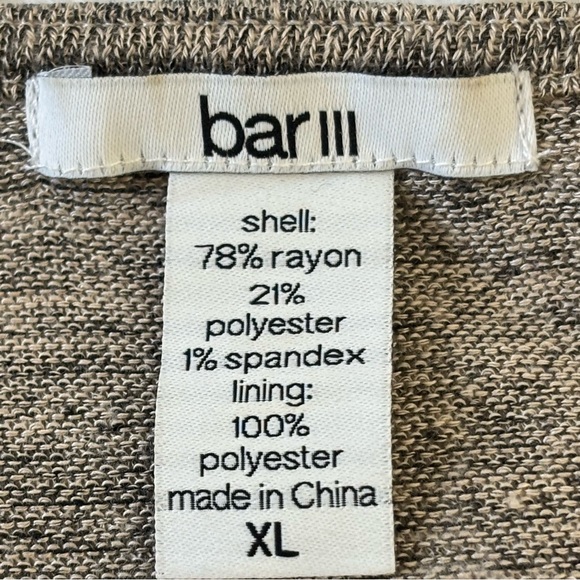 bar III
shell:
78% rayon
21%
polyester
1% spandex
lining:
100%
polyester
made in China
XL